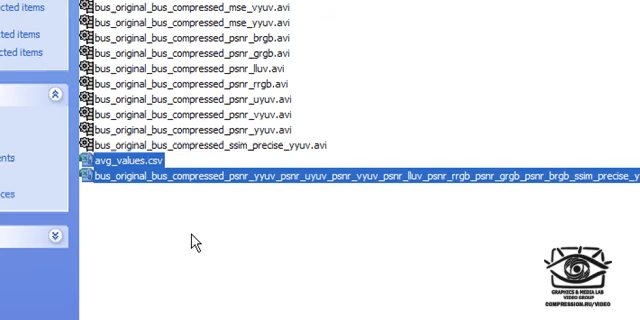 cted items
bus_original_bus_compressed_mse_vyuv.avi
bus_original_bus_compressed_mse_yyuv.avi
cted items
bus_original_bus_compressed_psnr_brgb.avi
cted items
bus_original_bus_compressed_psnr_grgb.avi
bus_original_bus_compressed_psnr_lluv.avi
bus_original_bus_compressed_psnr_rrgb.avi
bus_original_bus_compressed_psnr_uyuv.avi
bus_original_bus_compressed_psnr_vyuv.avi
bus_original_bus_compressed_psnr_yyuv.avi
bus_original_bus_compressed_ssim_precise_yyuv.avi
ents
avg_values.csv
bus_original_bus_compressed_psnr_yyuv_psnr_uyuv_psnr_vyuv_psnr_lluv_psnr_rrgb_psnr_grgb_psnr_brgb_ssim_precise_y
ces
GRAPHICS & MEDIA LAB
VIDEO GROUP
COMPRESSION.RU/VIDEO